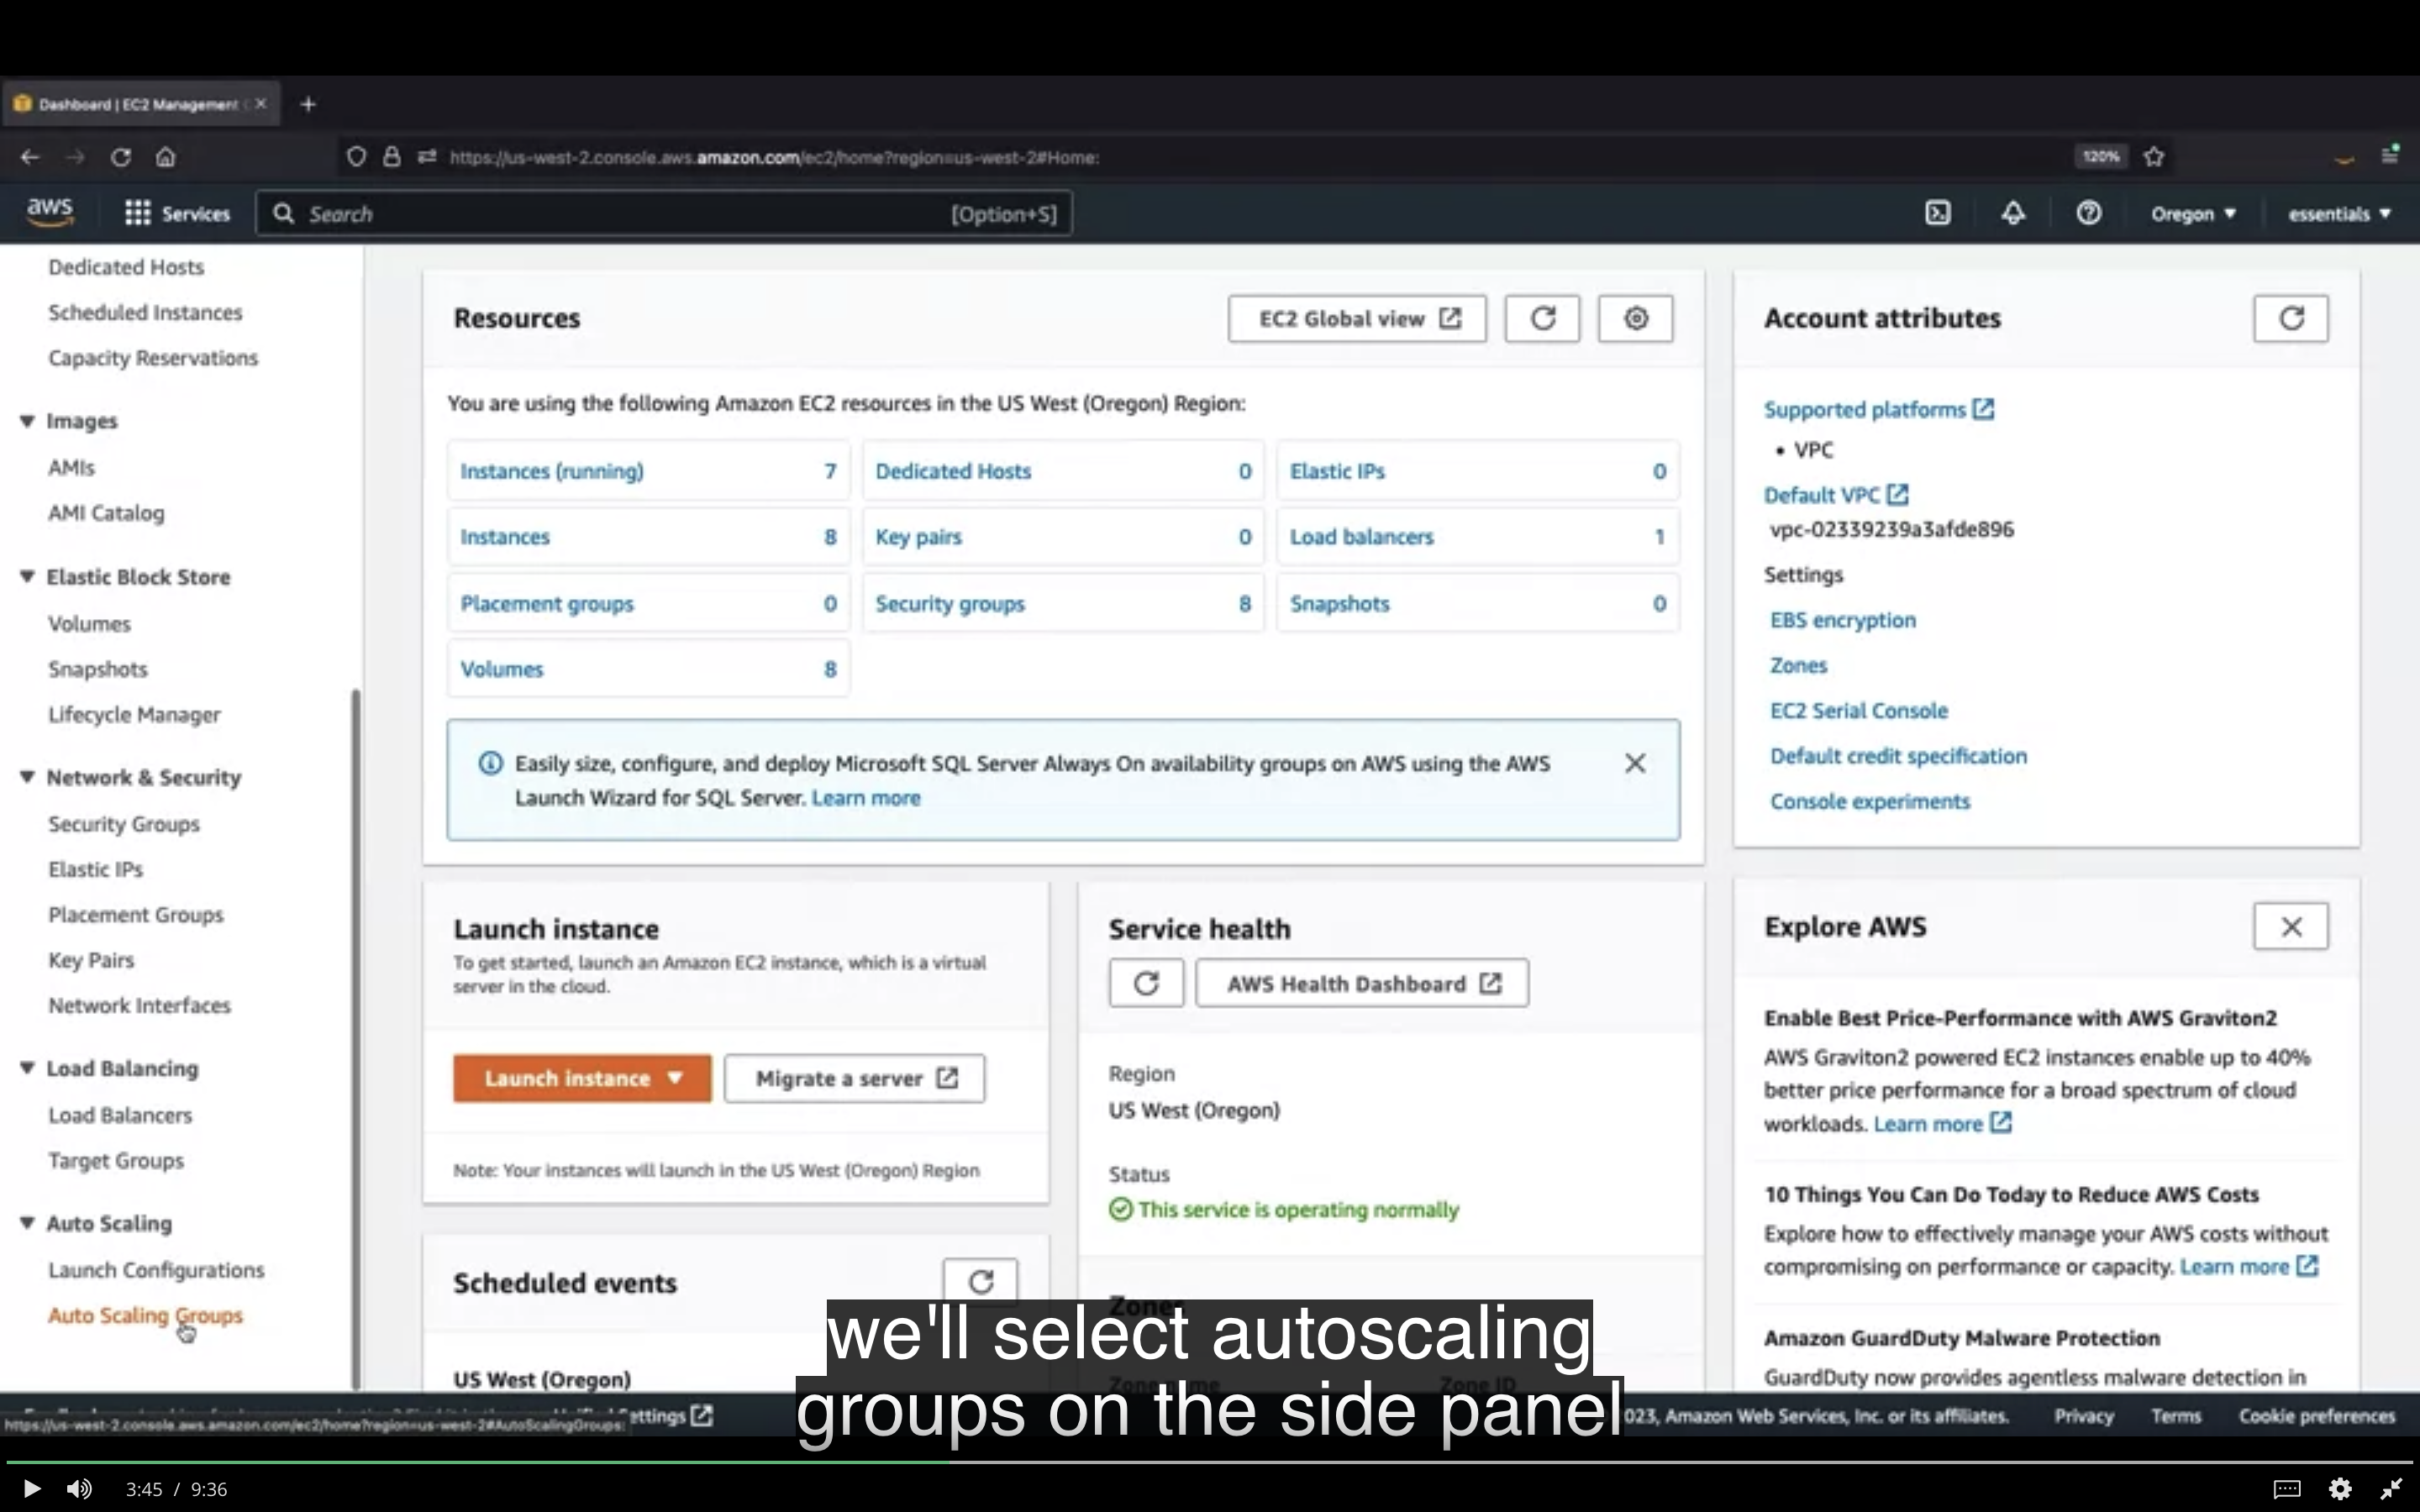 Dashboard | EC2 Management
https://us-west-2.console.aws.amazon.com/ec2/home?region=us-west-2#Home:
120%
aws
Services
Search
[Option+S]
Oregon
essentials
Dedicated Hosts
Scheduled Instances
Capacity Reservations
Images
AMIs
AMI Catalog
Elastic Block Store
Volumes
Snapshots
Lifecycle Manager
Network & Security
Security Groups
Elastic IPs
Placement Groups
Key Pairs
Network Interfaces
Load Balancing
Load Balancers
Target Groups
Auto Scaling
Launch Configurations
Auto Scaling Groups
Resources
EC2 Global view
You are using the following Amazon EC2 resources in the US West (Oregon) Region:
Instances (running) 7
Dedicated Hosts 0
Elastic IPs 0
Instances 8
Key pairs 0
Load balancers 1
Placement groups 0
Security groups 8
Snapshots 0
Volumes 8
Easily size, configure, and deploy Microsoft SQL Server Always On availability groups on AWS using the AWS
Launch Wizard for SQL Server. Learn more
Launch instance
To get started, launch an Amazon EC2 instance, which is a virtual
server in the cloud.
Launch instance
Migrate a server
Note: Your instances will launch in the US West (Oregon) Region
Scheduled events
US West (Oregon)
Service health
AWS Health Dashboard
Region
US West (Oregon)
Status
This service is operating normally
Zones
Zone name
Zone ID
Account attributes
Supported platforms
• VPC
Default VPC
vpc-02339239a3afde896
Settings
EBS encryption
Zones
EC2 Serial Console
Default credit specification
Console experiments
Explore AWS
Enable Best Price-Performance with AWS Graviton2
AWS Graviton2 powered EC2 instances enable up to 40%
better price performance for a broad spectrum of cloud
workloads. Learn more
10 Things You Can Do Today to Reduce AWS Costs
Explore how to effectively manage your AWS costs without
compromising on performance or capacity. Learn more
Amazon GuardDuty Malware Protection
GuardDuty now provides agentless malware detection in
we'll select autoscaling
groups on the side panel
https://us-west-2.console.aws.amazon.com/ec2/home?region=us-west-2#AutoScalingGroups:
ettings
023, Amazon Web Services, Inc. or its affiliates.
Privacy
Terms
Cookie preferences
3:45 / 9:36